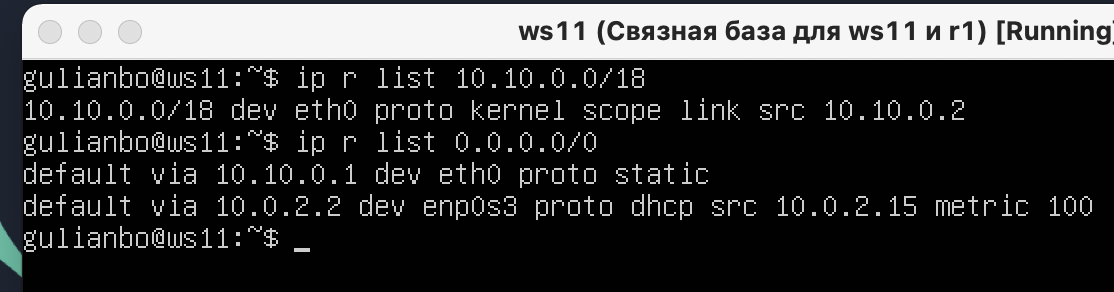 ws11 (Связная база для ws11 и r1) [Running]
gulianbo@ws11:~$ ip r list 10.10.0.0/18
10.10.0.0/18 dev eth0 proto kernel scope link src 10.10.0.2
gulianbo@ws11:~$ ip r list 0.0.0.0/0
default via 10.10.0.1 dev eth0 proto static
default via 10.0.2.2 dev enp0s3 proto dhcp src 10.0.2.15 metric 100
gulianbo@ws11:~$ _